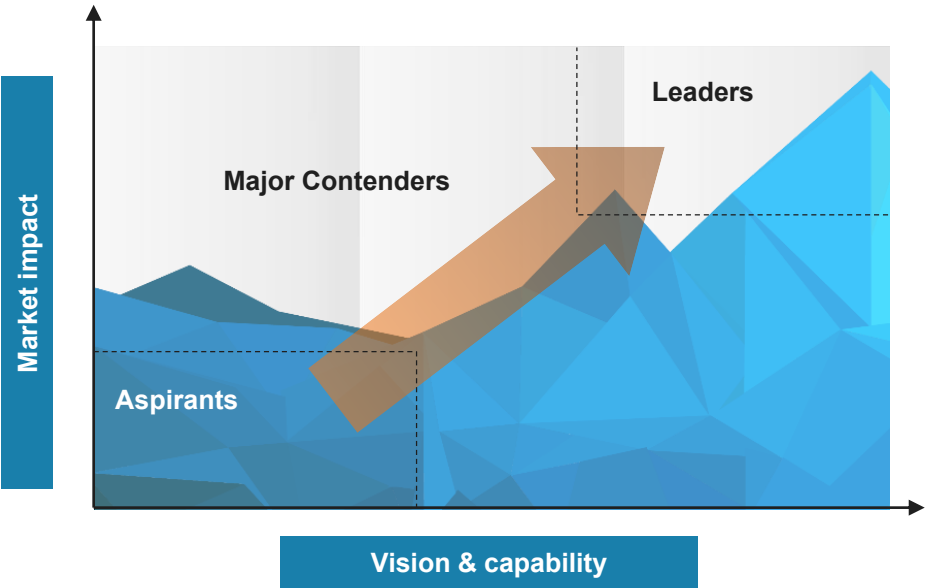 Leaders
Major Contenders
Market impact
Aspirants
Vision & capability